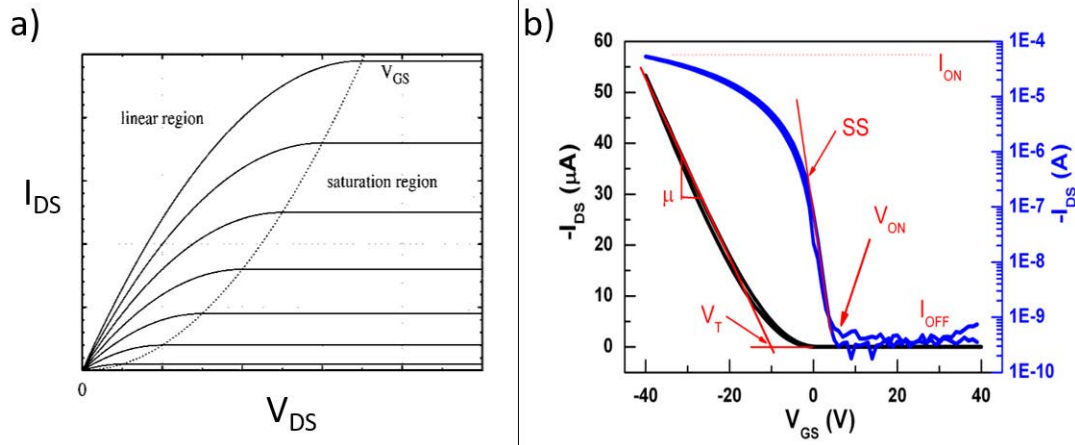 a)
V_GS
linear region
saturation region
I_DS
0
V_DS
b)
60
50
40
30
20
10
0
-I_DS (μA)
-40
-20
0
20
40
V_GS (V)
1E-4
1E-5
1E-6
1E-7
1E-8
1E-9
1E-10
-I_DS (A)
I_ON
SS
μ
V_ON
V_T
I_OFF